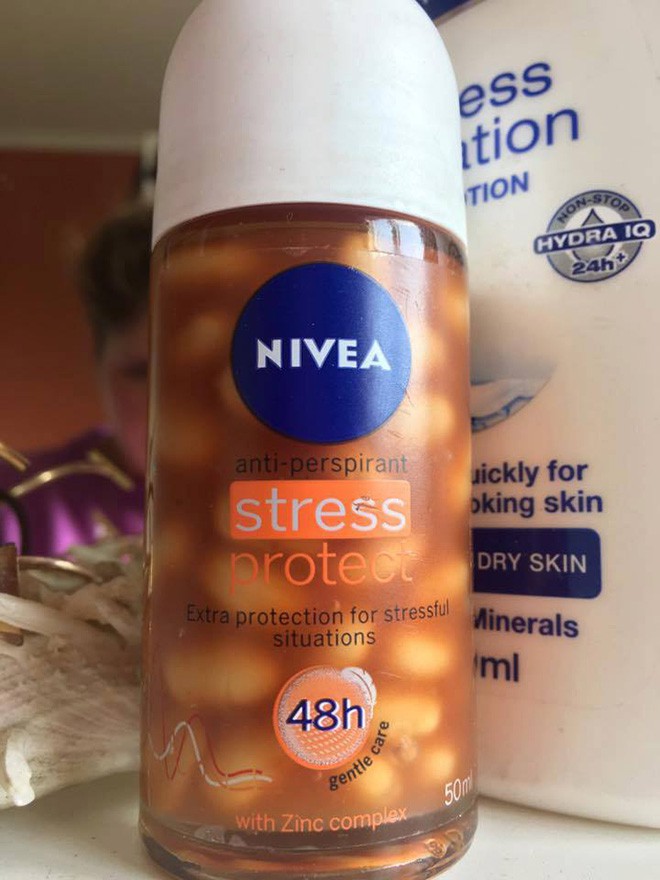 NIVEA
anti-perspirant
stress
protect
Extra protection for stressful
situations
48h
gentle care
50ml
with Zinc complex
ess
ation
TION
NON-STOP
HYDRA IQ
24h+
uickly for
oking skin
DRY SKIN
Minerals
ml